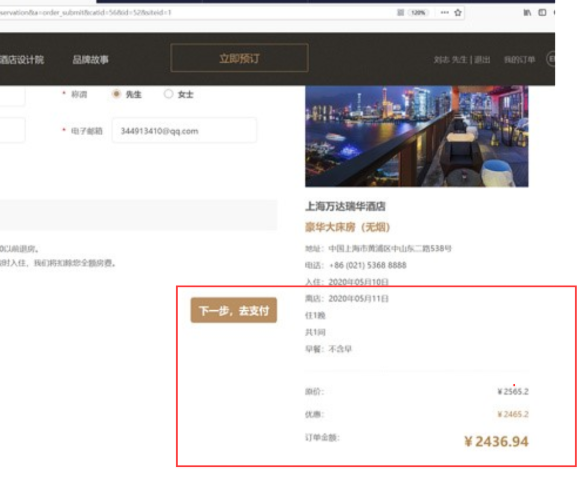 servation&a=order_submit&catid=56&id=52&siteid=1
120%
酒店设计院 品牌故事 立即预订 刘志 先生 | 退出 我的订单
* 称谓 先生 女士
* 电子邮箱 344913410@qq.com
上海万达瑞华酒店
豪华大床房（无烟）
地址：中国上海市黄浦区中山东二路538号
00以前退房。
电话：+86 (021) 5368 8888
时入住，我们将扣除您全额房费。
入住：2020年05月10日
离店：2020年05月11日
下一步，去支付
住1晚
共1间
早餐：不含早
原价： ¥2565.2
优惠： ¥2465.2
订单金额： ¥2436.94